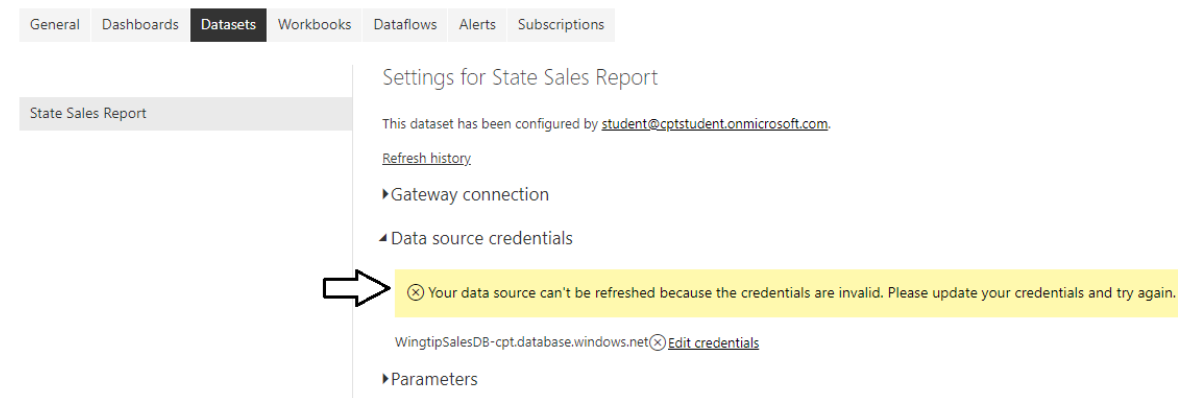 General Dashboards Datasets Workbooks Dataflows Alerts Subscriptions
Settings for State Sales Report
State Sales Report
This dataset has been configured by student@cptstudent.onmicrosoft.com.
Refresh history
Gateway connection
Data source credentials
Your data source can't be refreshed because the credentials are invalid. Please update your credentials and try again.
WingtipSalesDB-cpt.database.windows.net Edit credentials
Parameters